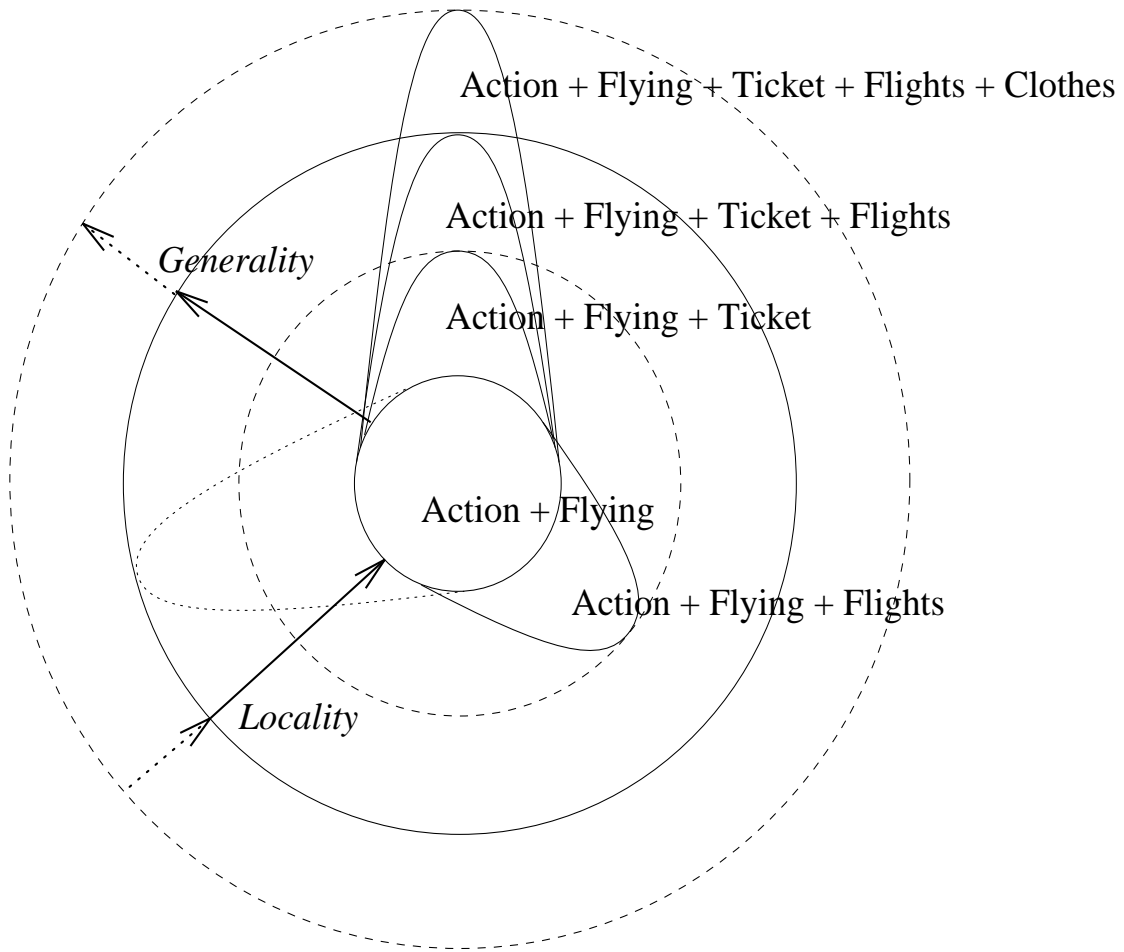 Action + Flying + Ticket + Flights + Clothes
Action + Flying + Ticket + Flights
Generality
Action + Flying + Ticket
Action + Flying
Action + Flying + Flights
Locality